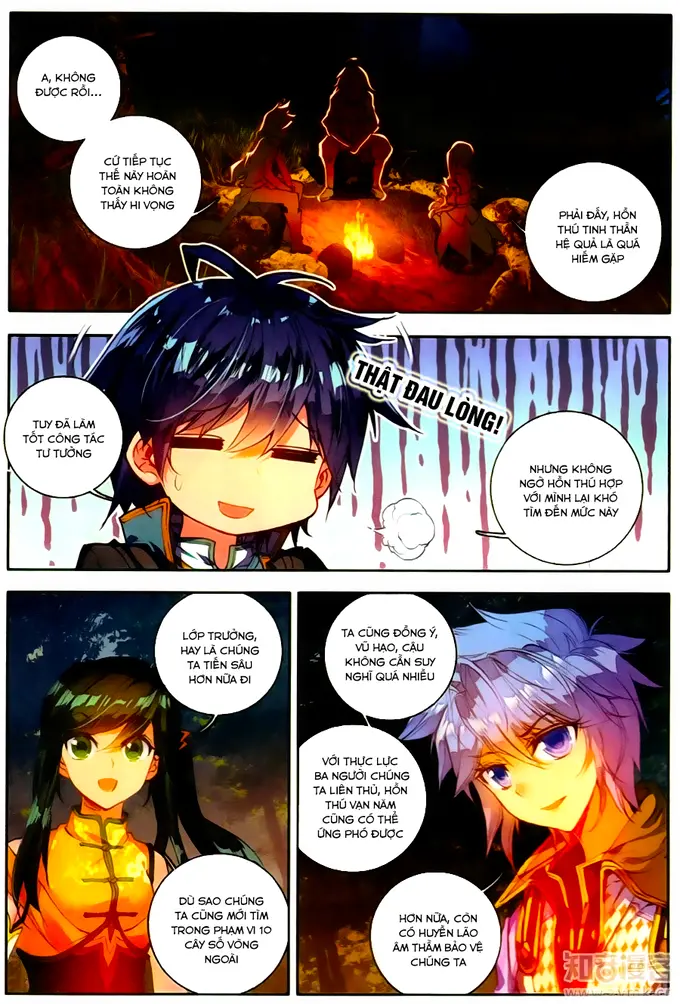 A, KHÔNG
ĐƯỢC RỒI...
CỨ TIẾP TỤC
THẾ NÀY HOÀN
TOÀN KHÔNG
THẤY HI VỌNG
PHẢI ĐẤY, HỒN
THÚ TINH THẦN
HỆ QUẢ LÀ QUÁ
HIẾM GẶP
THẬT ĐAU LÒNG!
TUY ĐÃ LÀM
TỐT CÔNG TÁC
TƯ TƯỞNG
NHƯNG KHÔNG
NGỜ HỒN THÚ HỢP
VỚI MÌNH LẠI KHÓ
TÌM ĐẾN MỨC NÀY
LỚP TRƯỞNG,
HAY LÀ CHÚNG
TA TIẾN SÂU
HƠN NỮA ĐI
DÙ SAO CHÚNG
TA CŨNG MỚI TÌM
TRONG PHẠM VI 10
CÂY SỐ VÒNG
NGOÀI
TA CŨNG ĐỒNG Ý,
VŨ HẠO, CẬU
KHÔNG CẦN SUY
NGHĨ QUÁ NHIỀU
VỚI THỰC LỰC
BA NGƯỜI CHÚNG
TA LIÊN THỦ, HỒN
THÚ VẠN NĂM
CŨNG CÓ THỂ
ỨNG PHÓ ĐƯỢC
HƠN NỮA, CÒN
CÓ HUYỀN LÃO
ÂM THẦM BẢO VỆ
CHÚNG TA
知音漫客